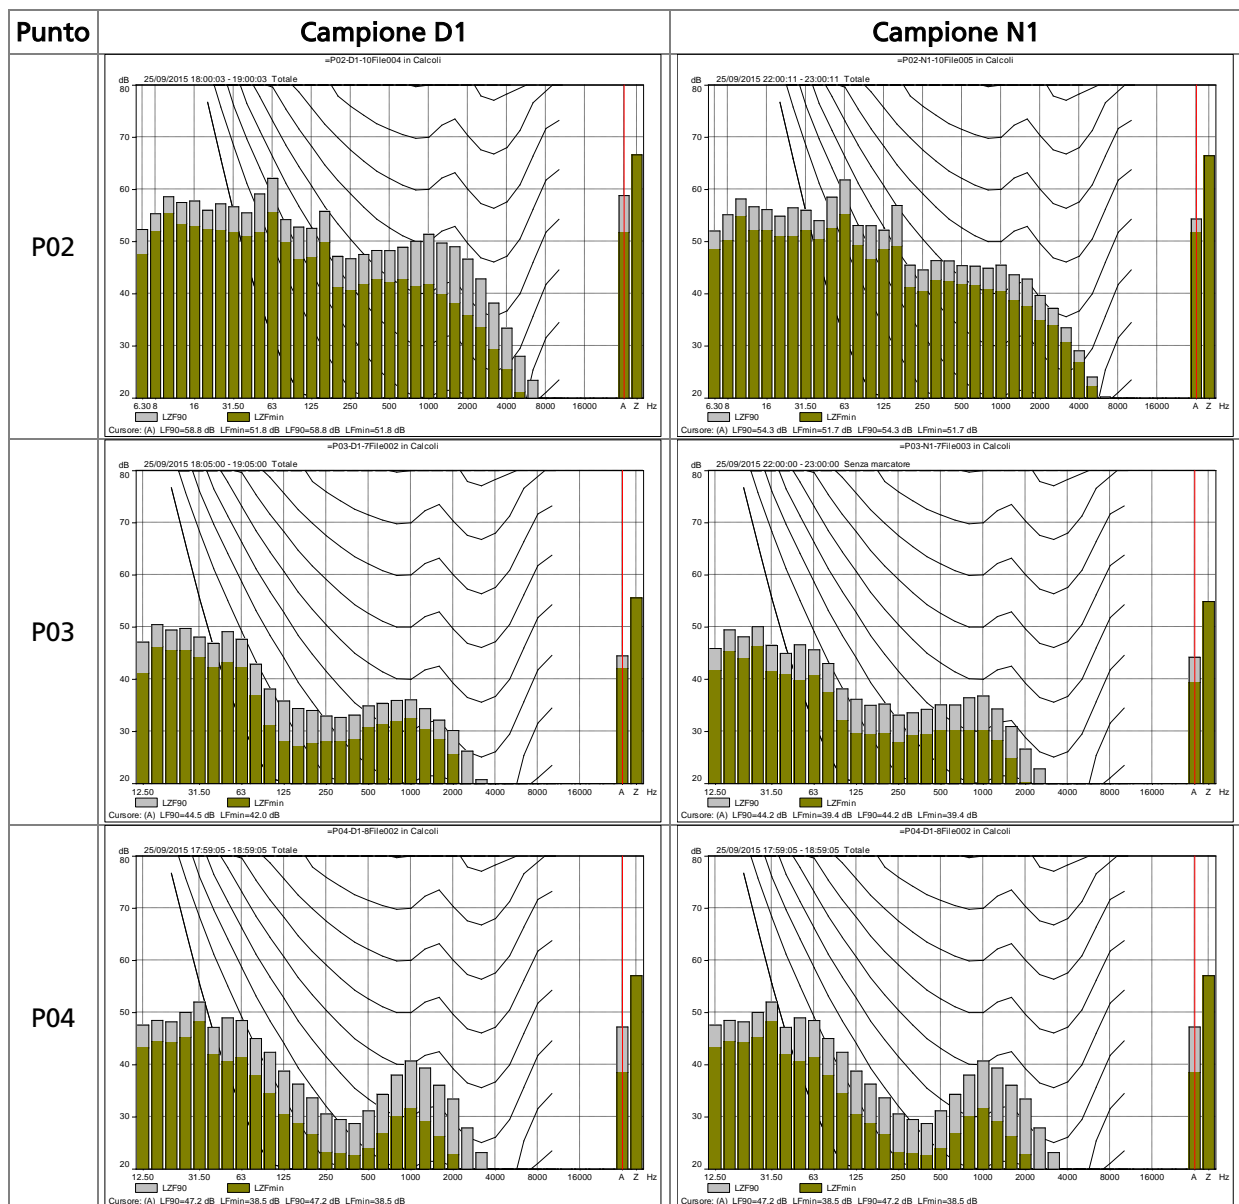 Punto Campione D1 Campione N1
P02
=P02-D1-10File004 in Calcoli
dB 25/09/2015 18:00:03 - 19:00:03 Totale
80
70
60
50
40
30
20
6.30 8 16 31.50 63 125 250 500 1000 2000 4000 8000 16000 A Z Hz
LZF90 LZFmin
Cursore: (A) LF90=58.8 dB LFmin=51.8 dB LF90=58.8 dB LFmin=51.8 dB
=P02-N1-10File005 in Calcoli
dB 25/09/2015 22:00:11 - 23:00:11 Totale
80
70
60
50
40
30
20
6.30 8 16 31.50 63 125 250 500 1000 2000 4000 8000 16000 A Z Hz
LZF90 LZFmin
Cursore: (A) LF90=54.3 dB LFmin=51.7 dB LF90=54.3 dB LFmin=51.7 dB
P03
=P03-D1-7File002 in Calcoli
dB 25/09/2015 18:05:00 - 19:05:00 Totale
80
70
60
50
40
30
20
12.50 31.50 63 125 250 500 1000 2000 4000 8000 16000 A Z Hz
LZF90 LZFmin
Cursore: (A) LF90=44.5 dB LFmin=42.0 dB
=P03-N1-7File003 in Calcoli
dB 25/09/2015 22:00:00 - 23:00:00 Senza marcatore
80
70
60
50
40
30
20
12.50 31.50 63 125 250 500 1000 2000 4000 8000 16000 A Z Hz
LZF90 LZFmin
Cursore: (A) LF90=44.2 dB LFmin=39.4 dB LF90=44.2 dB LFmin=39.4 dB
P04
=P04-D1-8File002 in Calcoli
dB 25/09/2015 17:59:05 - 18:59:05 Totale
80
70
60
50
40
30
20
12.50 31.50 63 125 250 500 1000 2000 4000 8000 16000 A Z Hz
LZF90 LZFmin
Cursore: (A) LF90=47.2 dB LFmin=38.5 dB LF90=47.2 dB LFmin=38.5 dB
=P04-D1-8File002 in Calcoli
dB 25/09/2015 17:59:05 - 18:59:05 Totale
80
70
60
50
40
30
20
12.50 31.50 63 125 250 500 1000 2000 4000 8000 16000 A Z Hz
LZF90 LZFmin
Cursore: (A) LF90=47.2 dB LFmin=38.5 dB LF90=47.2 dB LFmin=38.5 dB